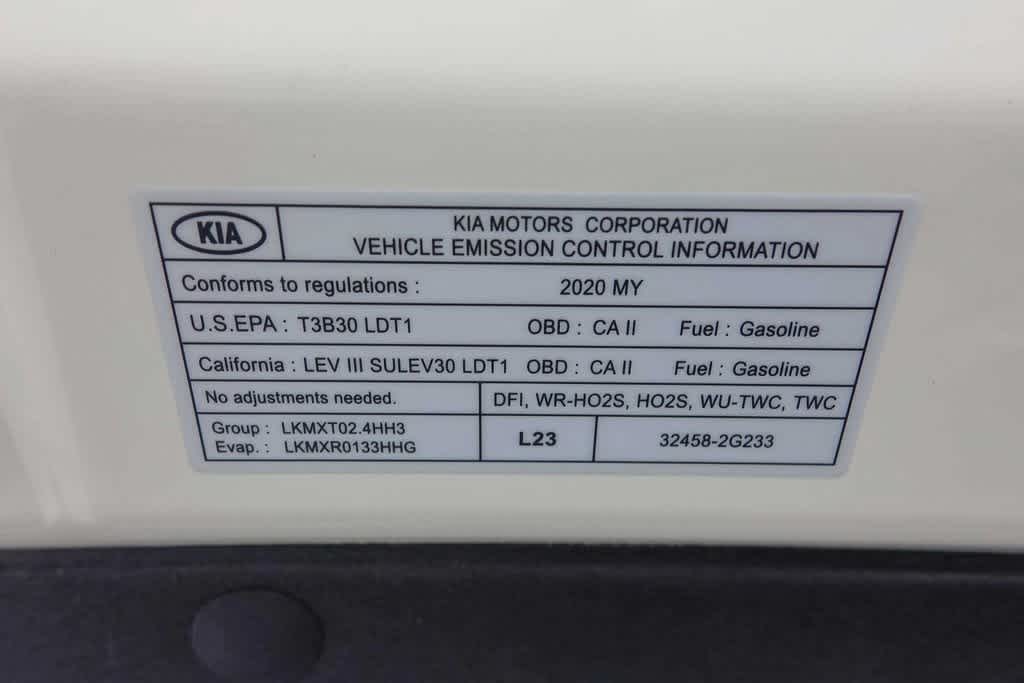 KIA
KIA MOTORS CORPORATION
VEHICLE EMISSION CONTROL INFORMATION
Conforms to regulations : 2020 MY
U.S.EPA : T3B30 LDT1 OBD : CA II Fuel : Gasoline
California : LEV III SULEV30 LDT1 OBD : CA II Fuel : Gasoline
No adjustments needed. DFI, WR-HO2S, HO2S, WU-TWC, TWC
Group : LKMXT02.4HH3
Evap. : LKMXR0133HHG
L23
32458-2G233